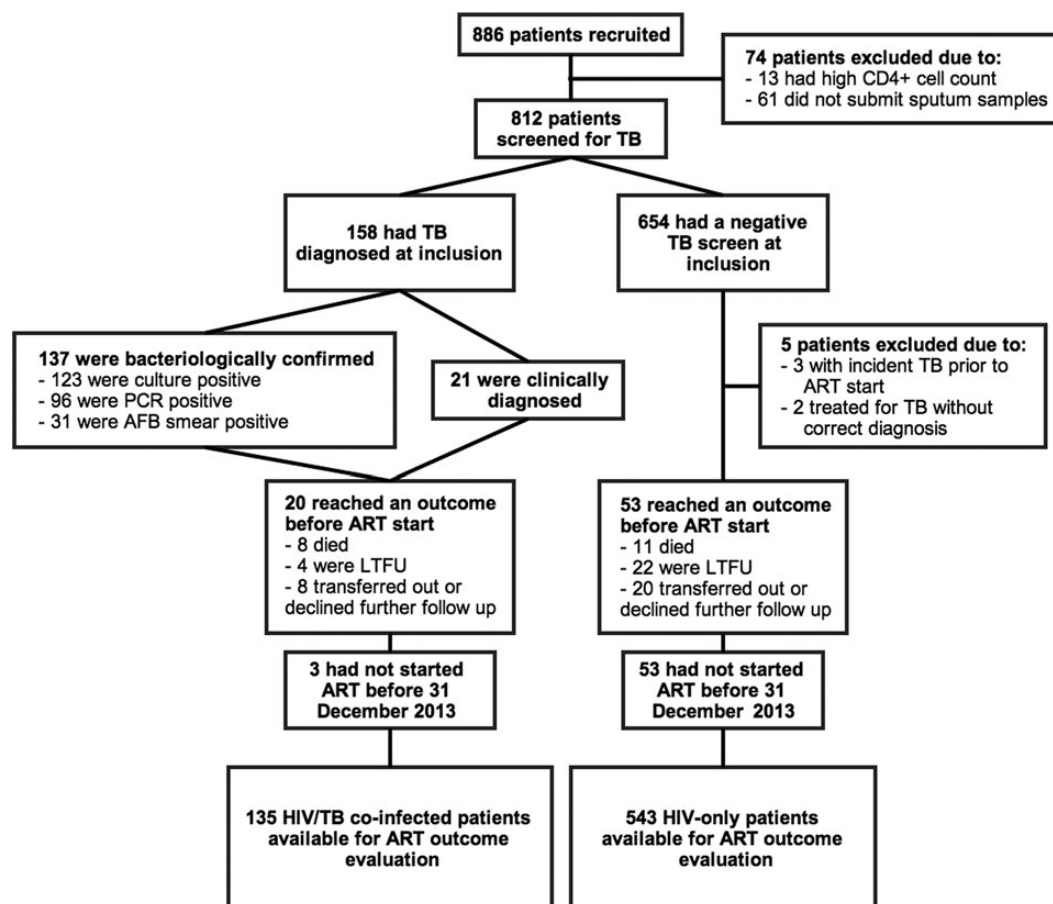 886 patients recruited
74 patients excluded due to:
- 13 had high CD4+ cell count
- 61 did not submit sputum samples
812 patients
screened for TB
158 had TB
diagnosed at inclusion
654 had a negative
TB screen at
inclusion
137 were bacteriologically confirmed
- 123 were culture positive
- 96 were PCR positive
- 31 were AFB smear positive
21 were clinically
diagnosed
5 patients excluded due to:
- 3 with incident TB prior to
ART start
- 2 treated for TB without
correct diagnosis
20 reached an outcome
before ART start
- 8 died
- 4 were LTFU
- 8 transferred out or
declined further follow up
53 reached an outcome
before ART start
- 11 died
- 22 were LTFU
- 20 transferred out or
declined further follow up
3 had not started
ART before 31
December 2013
53 had not started
ART before 31
December 2013
135 HIV/TB co-infected patients
available for ART outcome
evaluation
543 HIV-only patients
available for ART outcome
evaluation